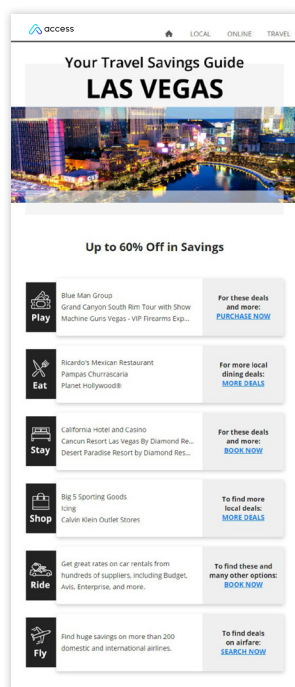 access
LOCAL ONLINE TRAVEL
Your Travel Savings Guide
LAS VEGAS
Up to 60% Off in Savings
Play
Blue Man Group
Grand Canyon South Rim Tour with Show
Machine Guns Vegas - VIP Firearms Exp...
For these deals
and more:
PURCHASE NOW
Eat
Ricardo's Mexican Restaurant
Pampas Churrascaria
Planet Hollywood®
For more local
dining deals:
MORE DEALS
Stay
California Hotel and Casino
Cancun Resort Las Vegas By Diamond Re...
Desert Paradise Resort by Diamond Res...
For these deals
and more:
BOOK NOW
Shop
Big 5 Sporting Goods
Icing
Calvin Klein Outlet Stores
To find more
local deals:
MORE DEALS
Ride
Get great rates on car rentals from
hundreds of suppliers, including Budget,
Avis, Enterprise, and more.
To find these and
many other options:
BOOK NOW
Fly
Find huge savings on more than 200
domestic and international airlines.
To find deals
on airfare:
SEARCH NOW